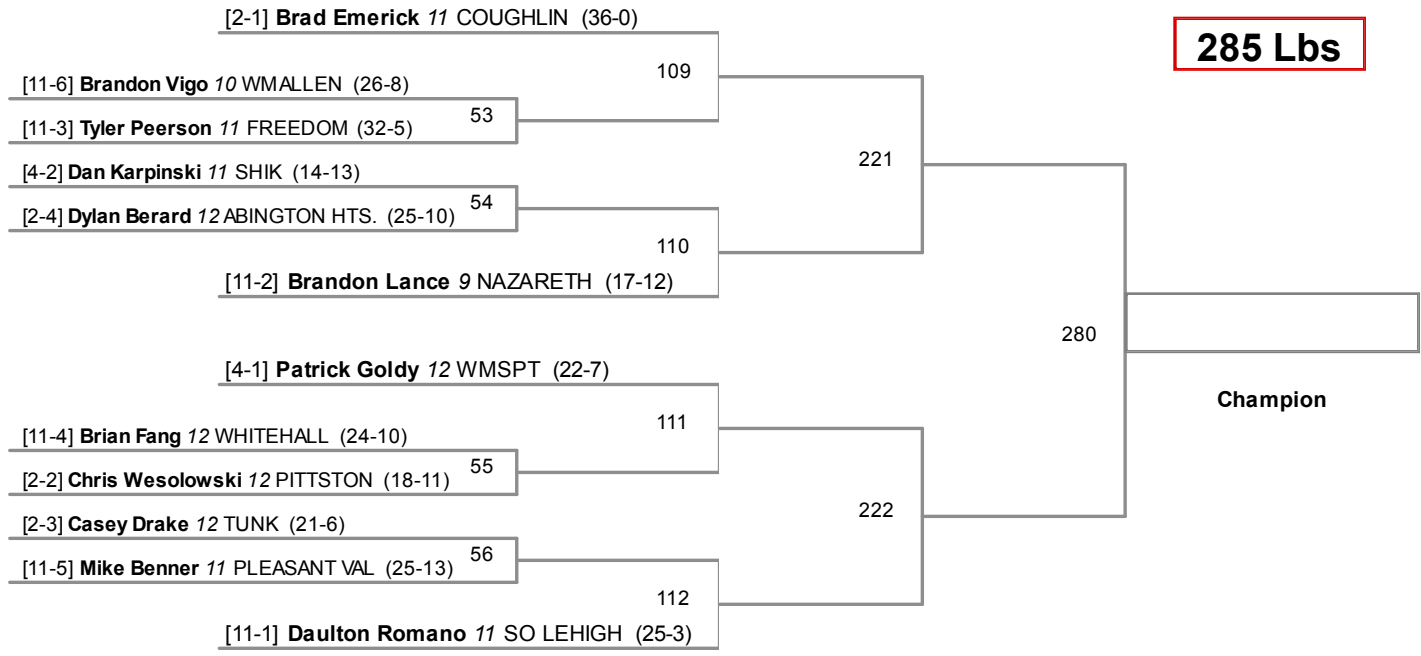 [2-1] Brad Emerick 11 COUGHLIN (36-0)
285 Lbs
109
[11-6] Brandon Vigo 10 WMALLEN (26-8)
53
[11-3] Tyler Peerson 11 FREEDOM (32-5)
221
[4-2] Dan Karpinski 11 SHIK (14-13)
54
[2-4] Dylan Berard 12 ABINGTON HTS. (25-10)
110
[11-2] Brandon Lance 9 NAZARETH (17-12)
280
[4-1] Patrick Goldy 12 WMSPT (22-7)
Champion
111
[11-4] Brian Fang 12 WHITEHALL (24-10)
55
[2-2] Chris Wesolowski 12 PITTSTON (18-11)
222
[2-3] Casey Drake 12 TUNK (21-6)
56
[11-5] Mike Benner 11 PLEASANT VAL (25-13)
112
[11-1] Daulton Romano 11 SO LEHIGH (25-3)